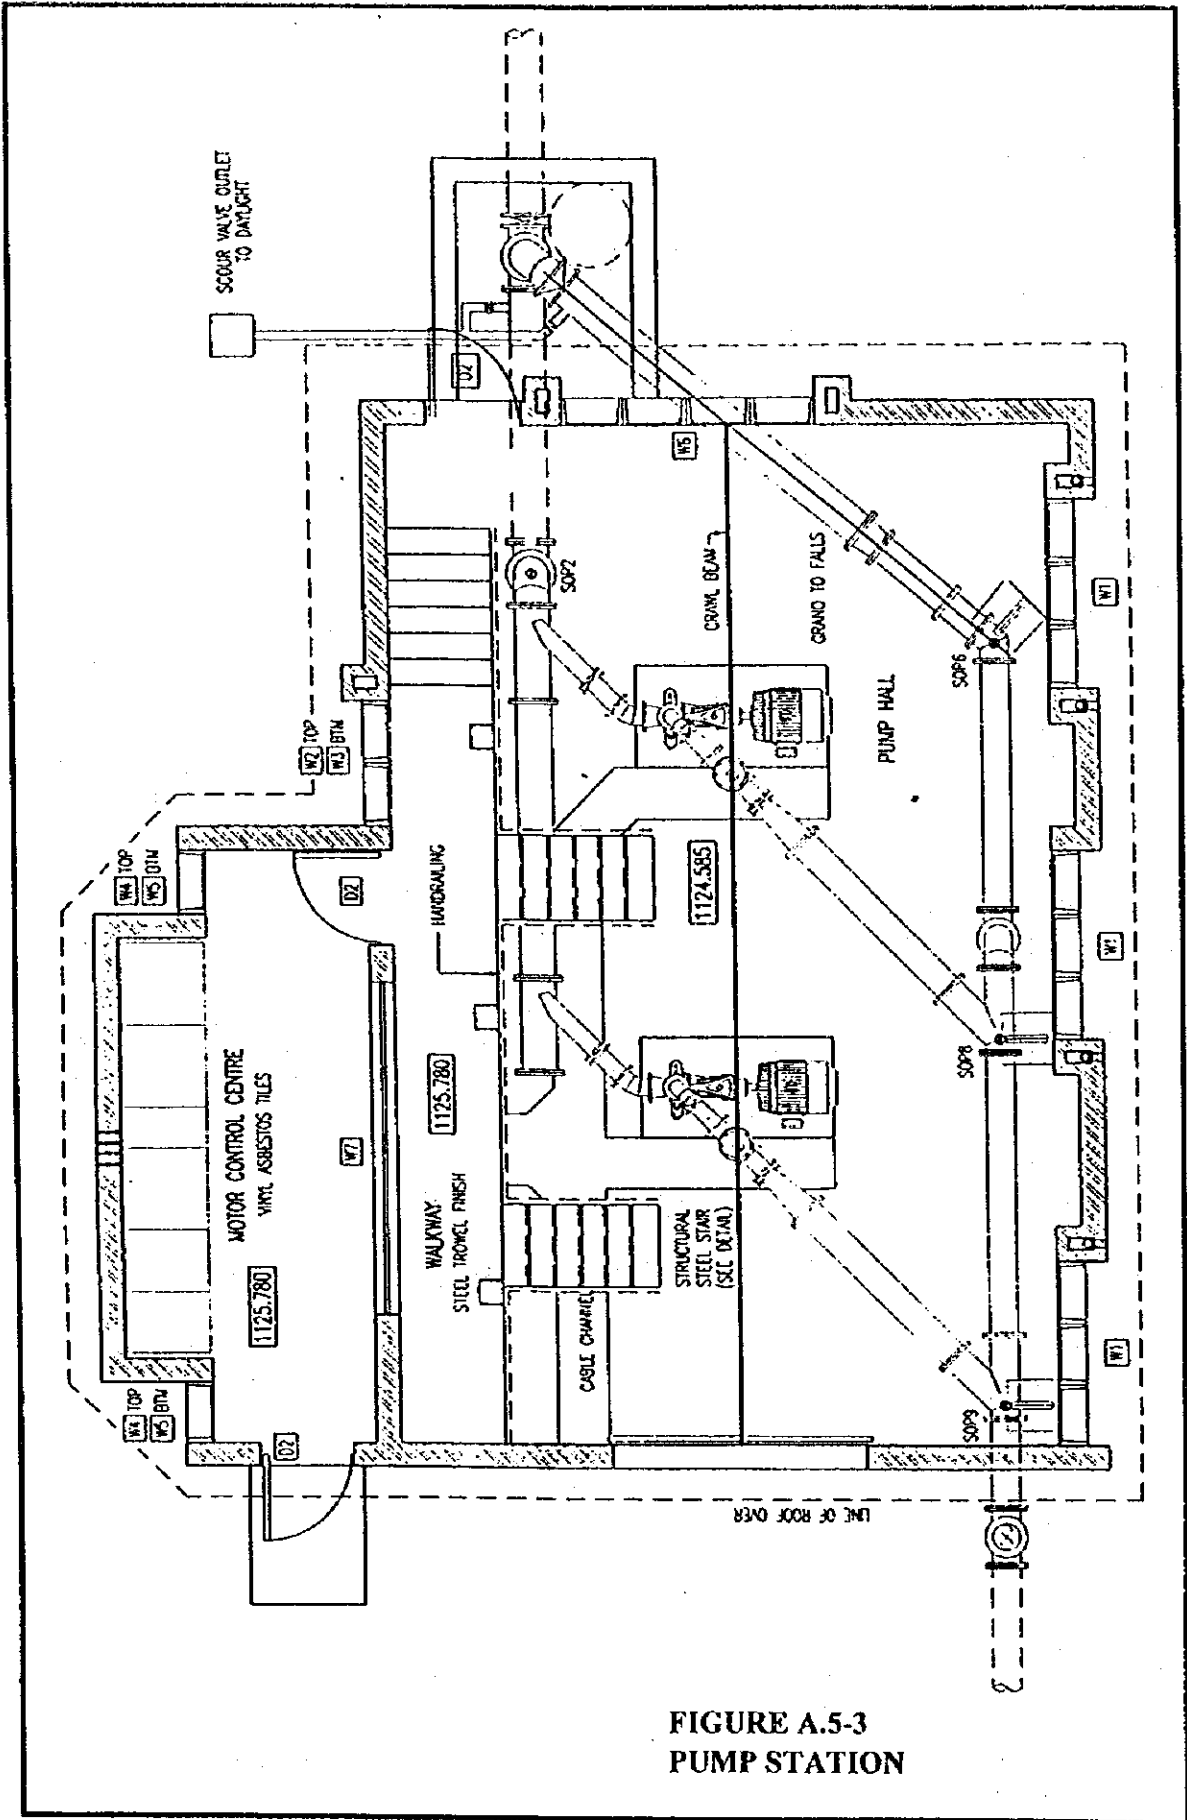 SCOUR VALVE OUTLET
TO DAYLIGHT
D2
W6
CRAWL BEAM
GRANO TO FALLS
SOP2
SOP6
PUMP HALL
W1
W2 TOP
W3 BTM
W4 TOP
W5 BTM
D2
HANDRAILING
1124.585
W1
MOTOR CONTROL CENTRE
VINYL ASBESTOS TILES
W7
1125.780
SOP8
1125.780
WALKWAY
STEEL TROWEL FINISH
STRUCTURAL
STEEL STAIR
(SEE DETAIL)
CABLE CHANNEL
W4 TOP
W5 BTM
D2
SOP9
W1
LINE OF ROOF OVER
FIGURE A.5-3
PUMP STATION